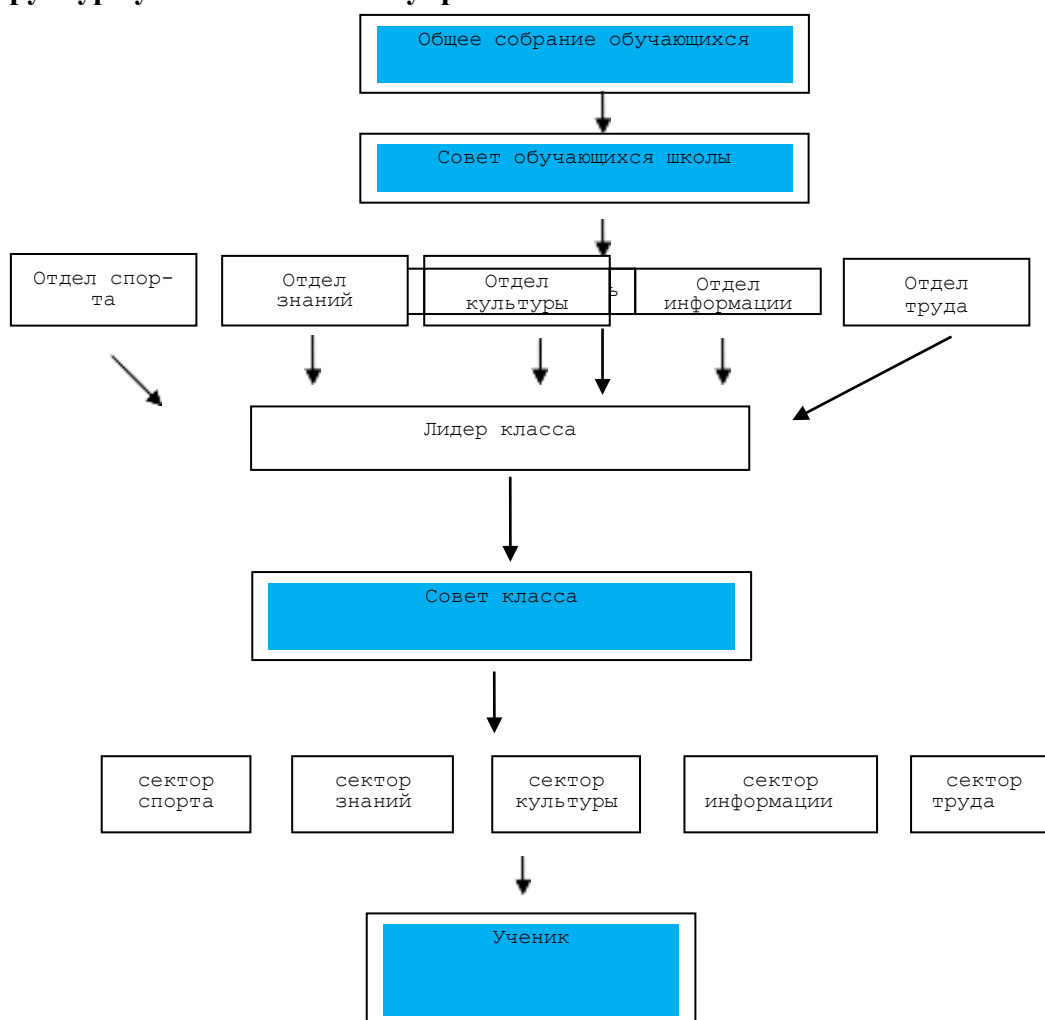 Общее собрание обучающихся
Совет обучающихся школы
Отдел спор-
та
Отдел
знаний
Отдел
культуры
Отдел
информации
Отдел
труда
Лидер класса
Совет класса
сектор
спорта
сектор
знаний
сектор
культуры
сектор
информации
сектор
труда
Ученик